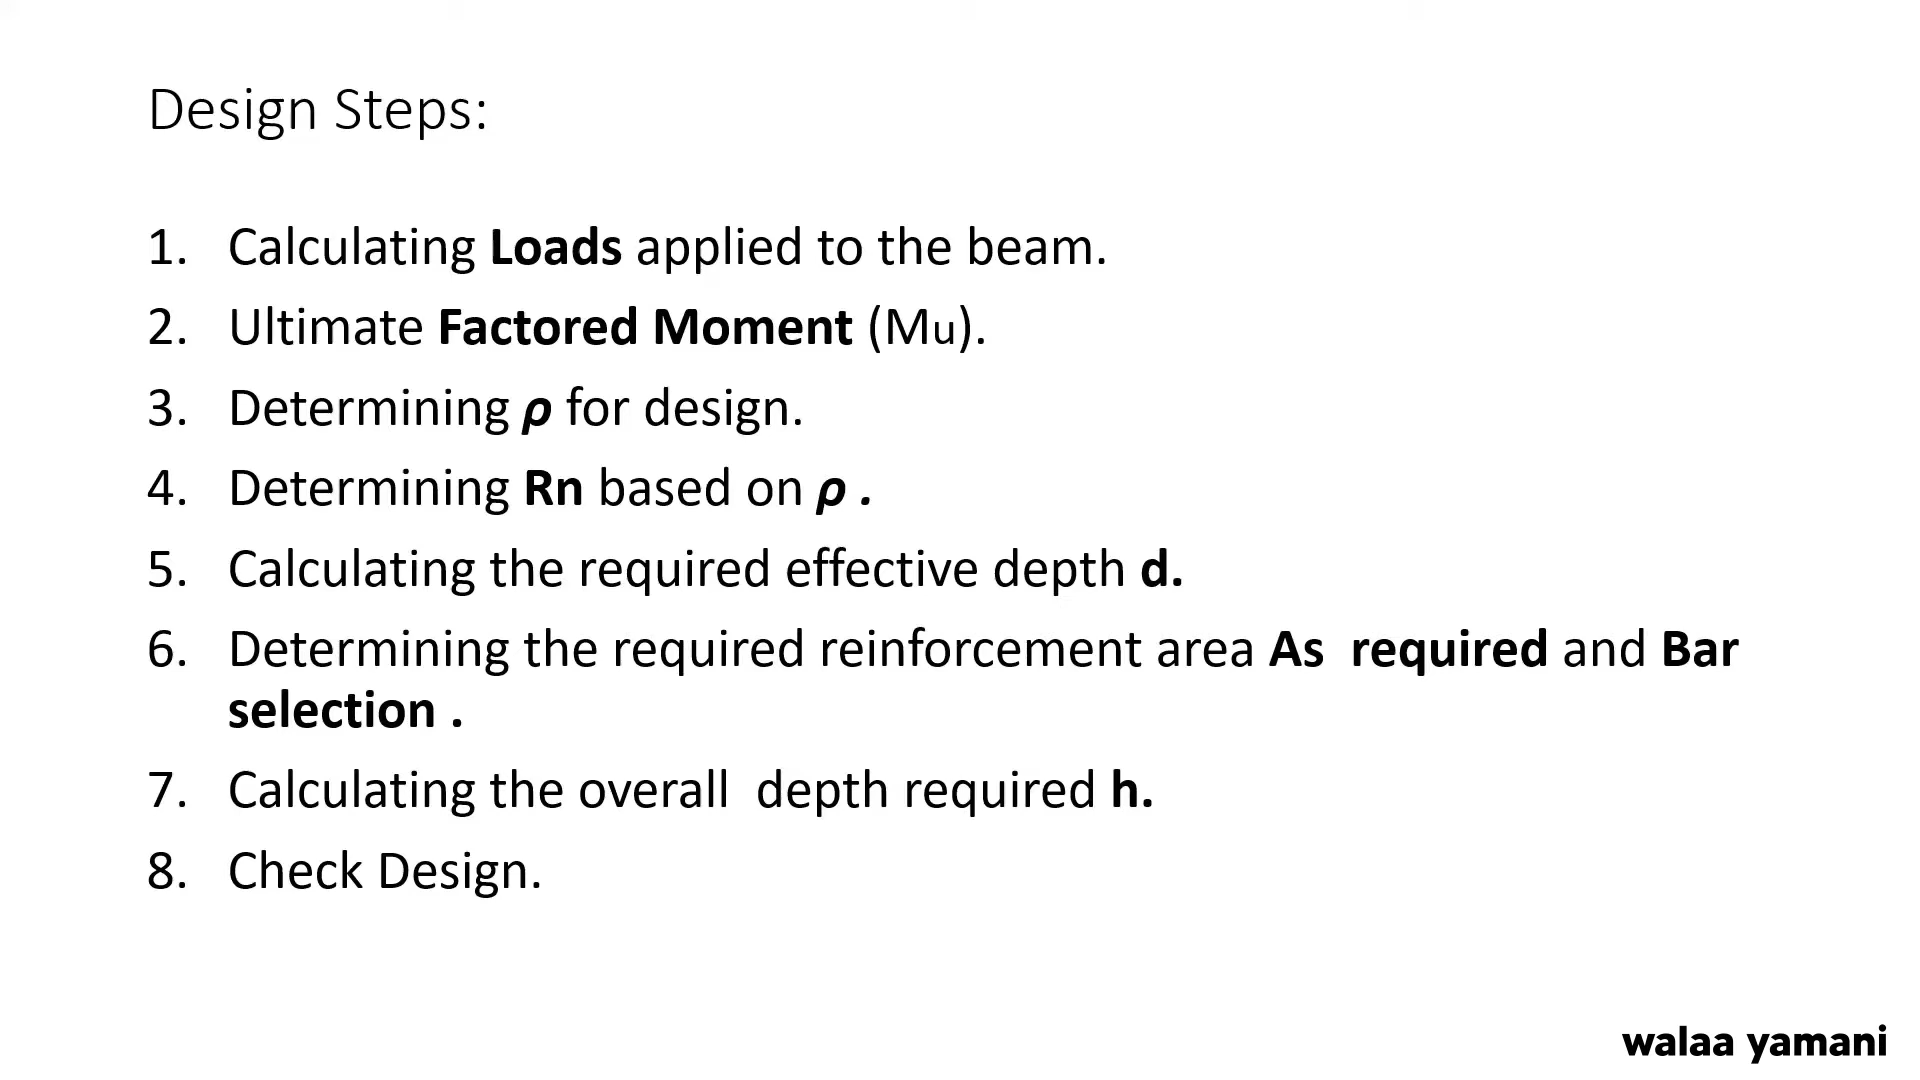 Design Steps:
1. Calculating Loads applied to the beam.
2. Ultimate Factored Moment (Mu).
3. Determining ρ for design.
4. Determining Rn based on ρ .
5. Calculating the required effective depth d.
6. Determining the required reinforcement area As  required and Bar
selection .
7. Calculating the overall  depth required h.
8. Check Design.
walaa yamani